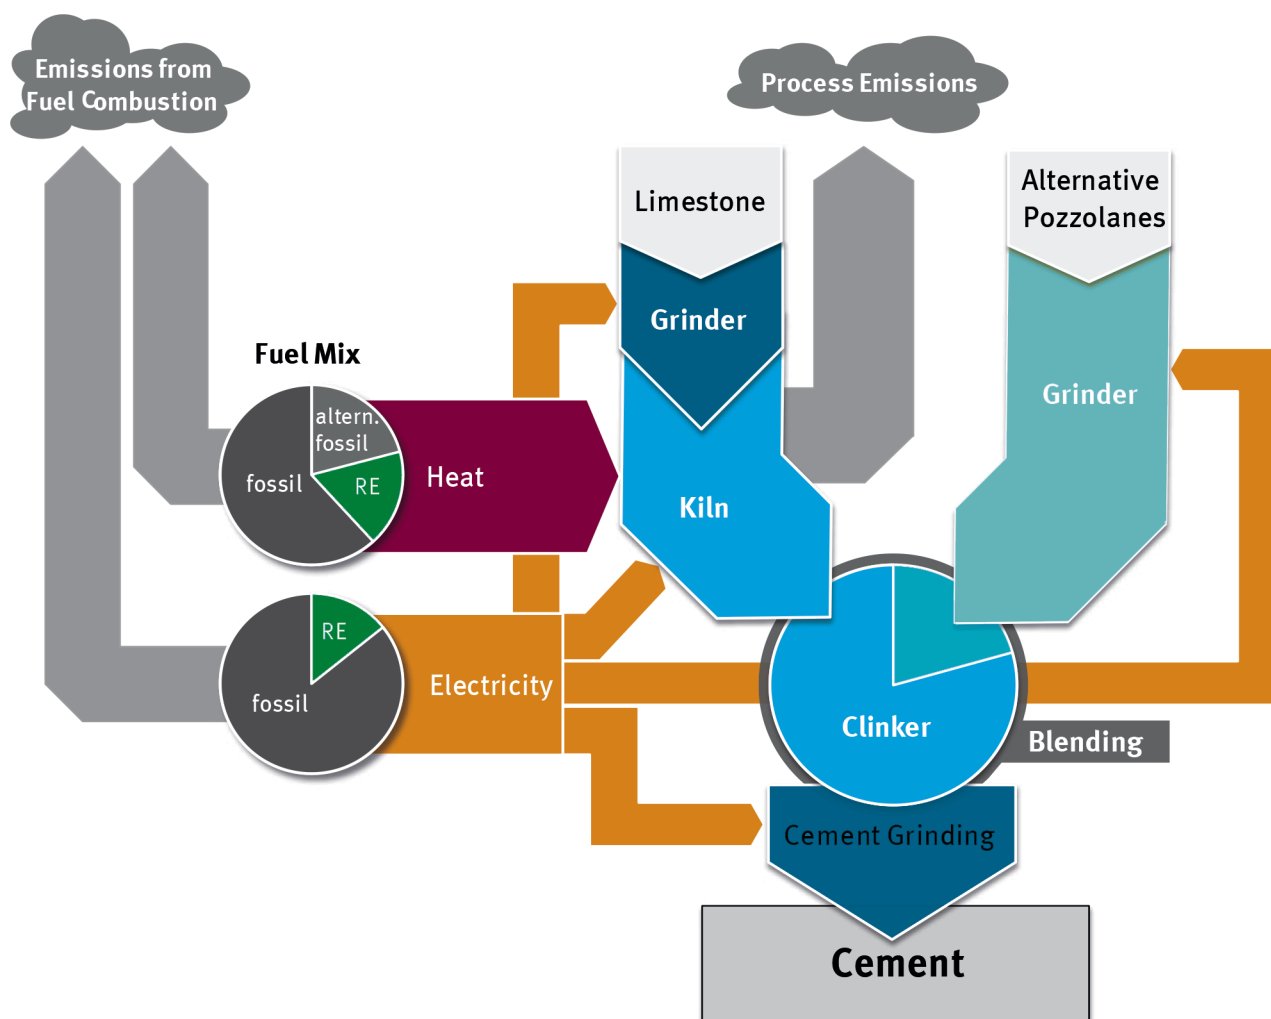 Emissions from
Fuel Combustion
Process Emissions
Limestone
Alternative
Pozzolanes
Grinder
Fuel Mix
Grinder
altern.
fossil
fossil
RE
Heat
Kiln
RE
fossil
Electricity
Clinker
Blending
Cement Grinding
Cement